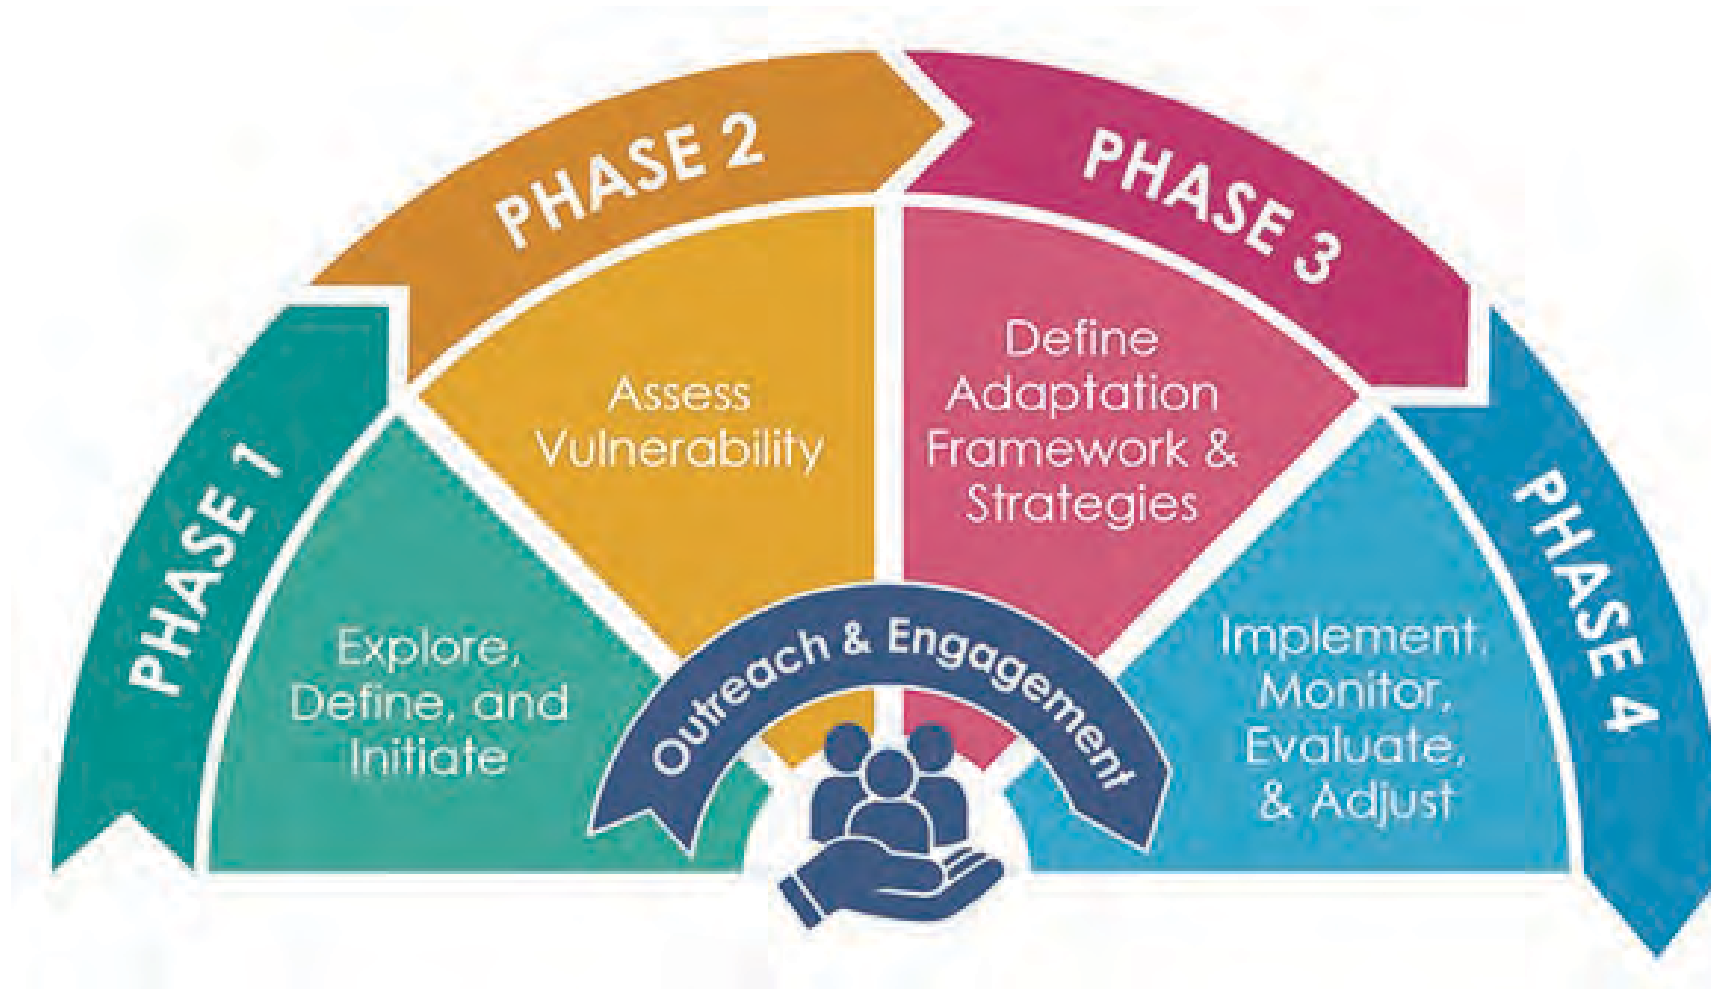 PHASE 1
Explore,
Define, and
Initiate
PHASE 2
Assess
Vulnerability
PHASE 3
Define
Adaptation
Framework &
Strategies
PHASE 4
Implement,
Monitor,
Evaluate,
& Adjust
Outreach & Engagement